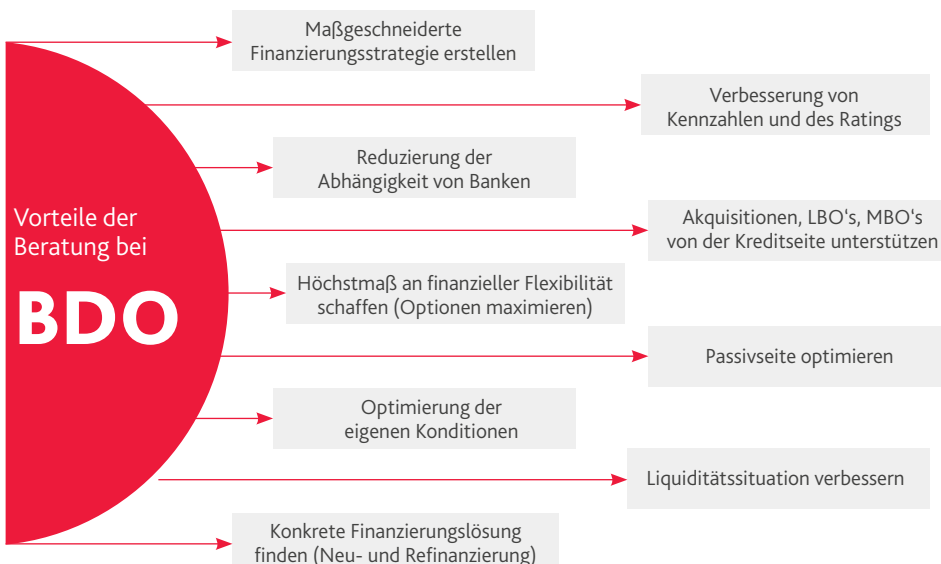 Maßgeschneiderte
Finanzierungsstrategie erstellen
Verbesserung von
Kennzahlen und des Ratings
Reduzierung der
Abhängigkeit von Banken
Vorteile der
Beratung bei
BDO
Akquisitionen, LBO‘s, MBO‘s
von der Kreditseite unterstützen
Höchstmaß an finanzieller Flexibilität
schaffen (Optionen maximieren)
Passivseite optimieren
Optimierung der
eigenen Konditionen
Liquiditätssituation verbessern
Konkrete Finanzierungslösung
finden (Neu- und Refinanzierung)